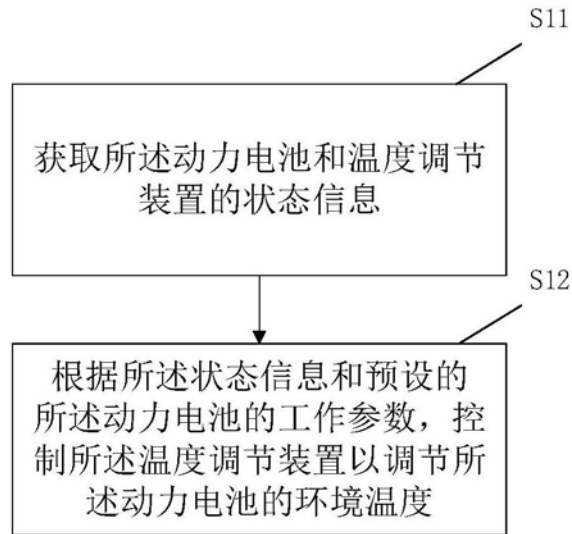 S11
获取所述动力电池和温度调节
装置的状态信息
S12
根据所述状态信息和预设的
所述动力电池的工作参数，控
制所述温度调节装置以调节所
述动力电池的环境温度